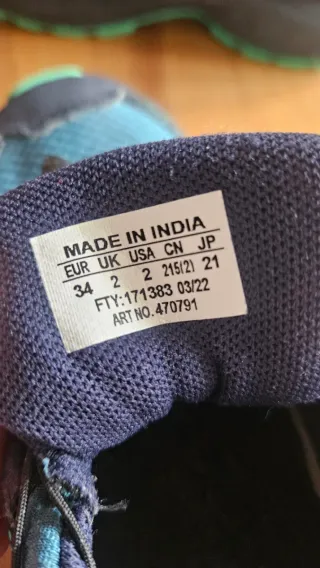 MADE IN INDIA
EUR UK USA CN JP
34 2 2 215(2) 21
FTY:171383 03/22
ART NO. 470791